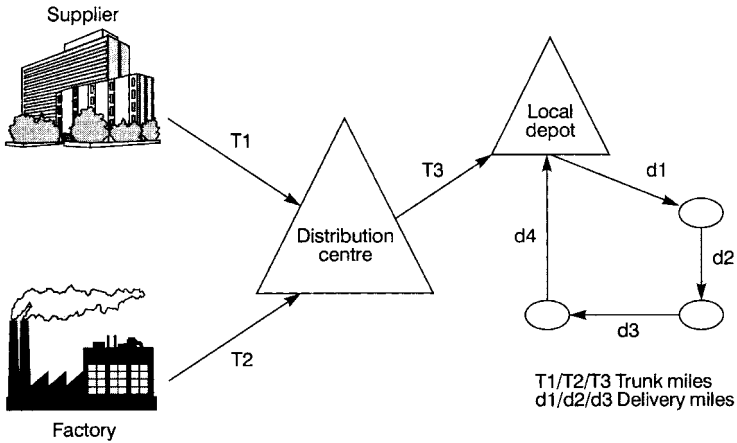 Supplier
T1
Distribution
centre
T2
Factory
T3
Local
depot
d1
d2
d3
d4
T1/T2/T3 Trunk miles
d1/d2/d3 Delivery miles